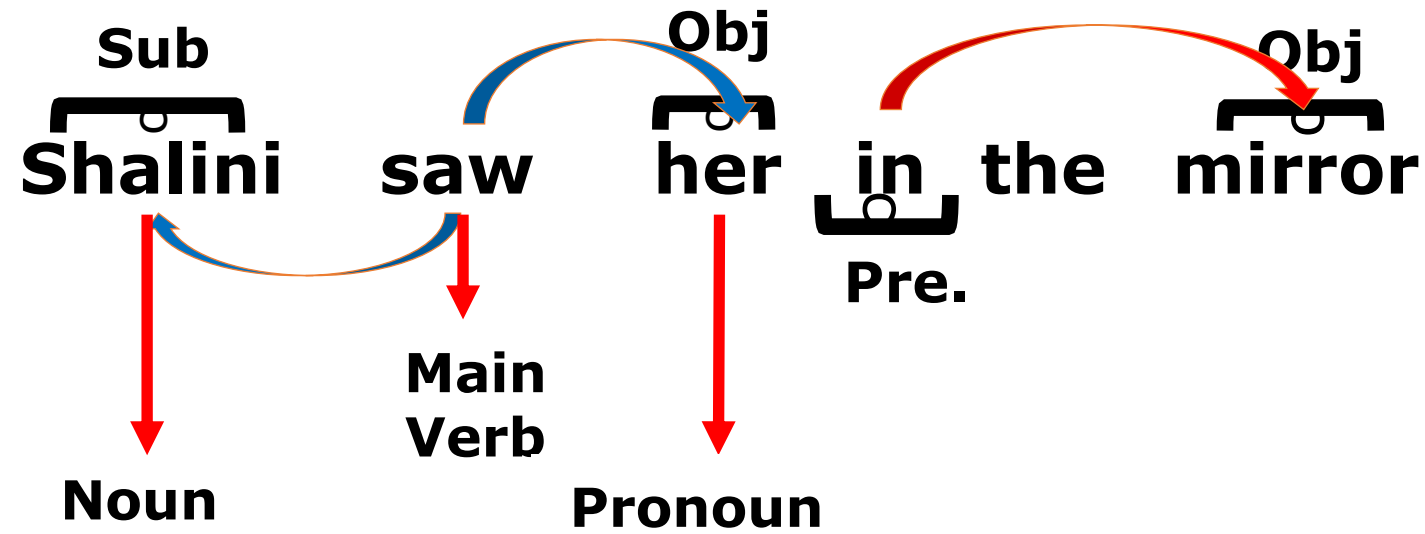 Sub Obj Obj
Shalini saw her in the mirror
Pre.
Main
Verb
Noun Pronoun